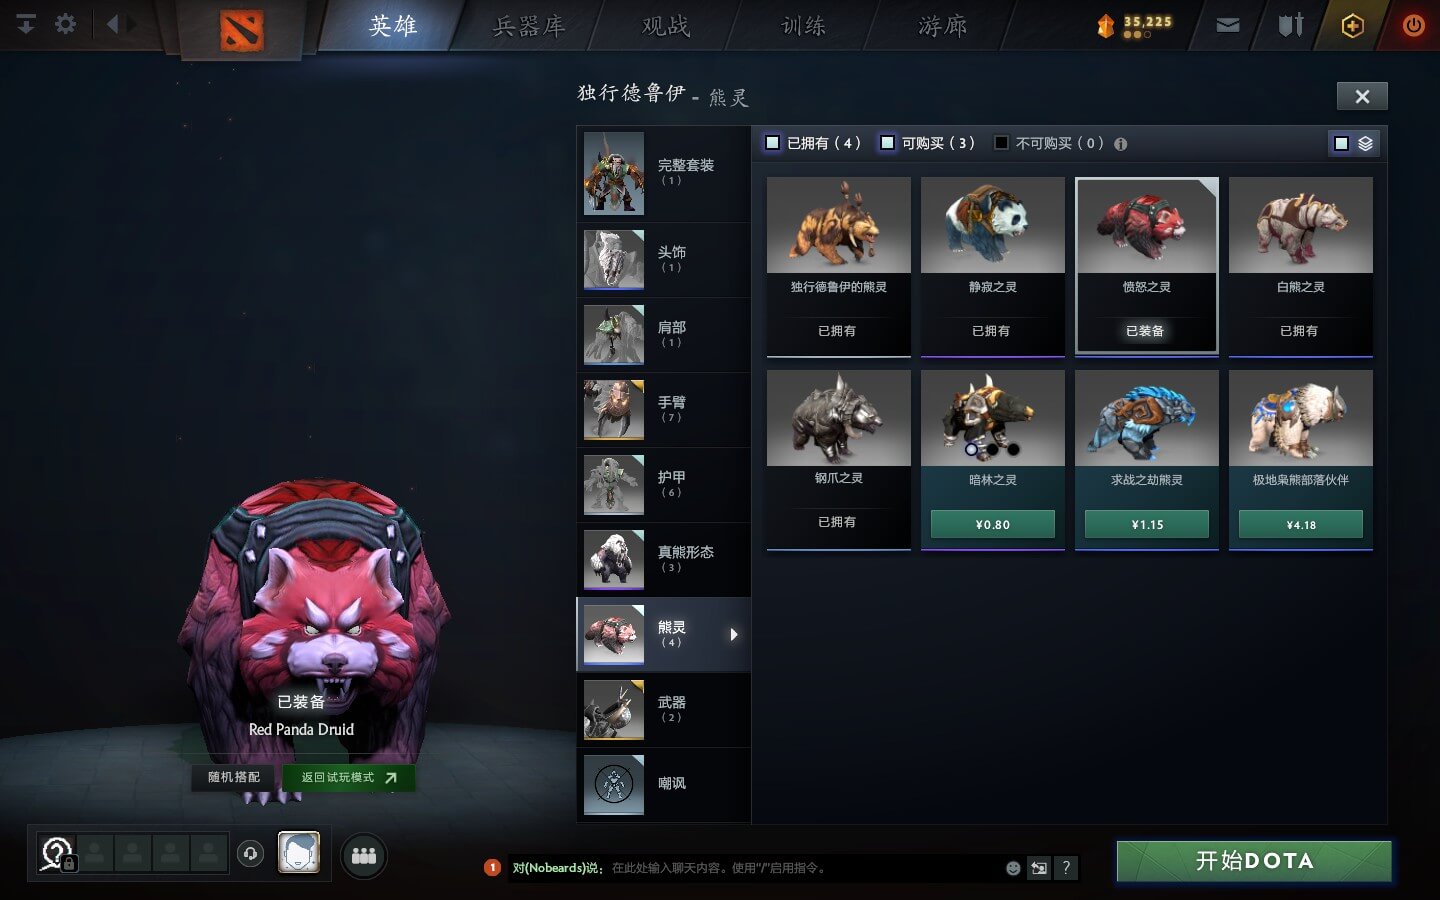 英雄
兵器库
观战
训练
游廊
35,225
独行德鲁伊 - 熊灵
已拥有 ( 4 )
可购买 ( 3 )
不可购买 ( 0 )
完整套装
( 1 )
头饰
( 1 )
肩部
( 1 )
手臂
( 7 )
护甲
( 6 )
真熊形态
( 3 )
熊灵
( 4 )
武器
( 2 )
嘲讽
独行德鲁伊的熊灵
已拥有
静寂之灵
已拥有
愤怒之灵
已装备
白熊之灵
已拥有
钢爪之灵
已拥有
暗林之灵
¥0.80
求战之劫熊灵
¥1.15
极地枭熊部落伙伴
¥4.18
已装备
Red Panda Druid
随机搭配
返回试玩模式
1
对(Nobeards)说：
在此处输入聊天内容。使用“/”启用指令。
?
开始DOTA